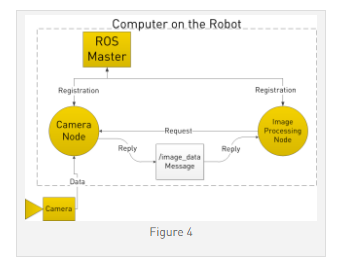 Computer on the Robot
ROS
Master
Registration
Registration
Camera
Node
Request
Image
Processing
Node
Reply
/image_data
Message
Reply
Data
Camera
Figure 4